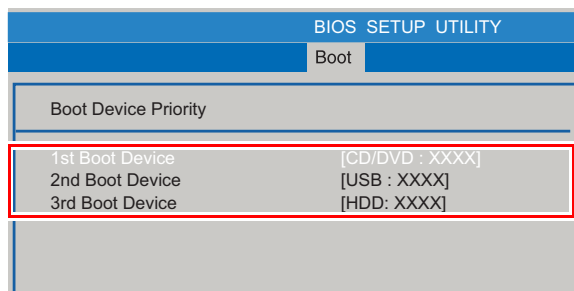 BIOS SETUP UTILITY
Boot
Boot Device Priority
1st Boot Device [CD/DVD : XXXX]
2nd Boot Device [USB : XXXX]
3rd Boot Device [HDD: XXXX]